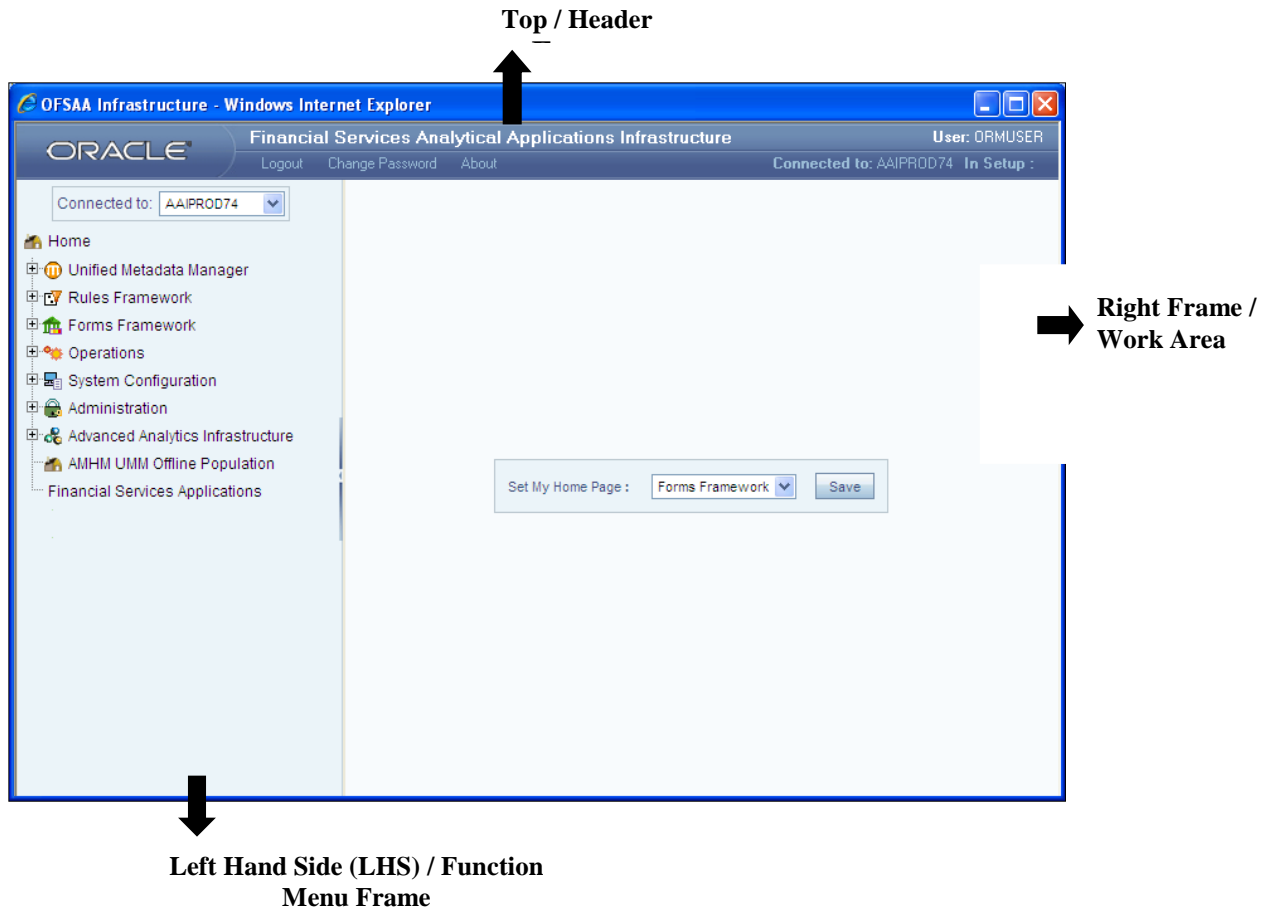 Top / Header
OFSAA Infrastructure - Windows Internet Explorer
ORACLE
Financial Services Analytical Applications Infrastructure
User: ORMUSER
Logout Change Password About
Connected to: AAIPROD74 In Setup :
Connected to: AAIPROD74
Home
Unified Metadata Manager
Rules Framework
Forms Framework
Operations
System Configuration
Administration
Advanced Analytics Infrastructure
AMHM UMM Offline Population
Financial Services Applications
Set My Home Page : Forms Framework Save
Right Frame /
Work Area
Left Hand Side (LHS) / Function
Menu Frame